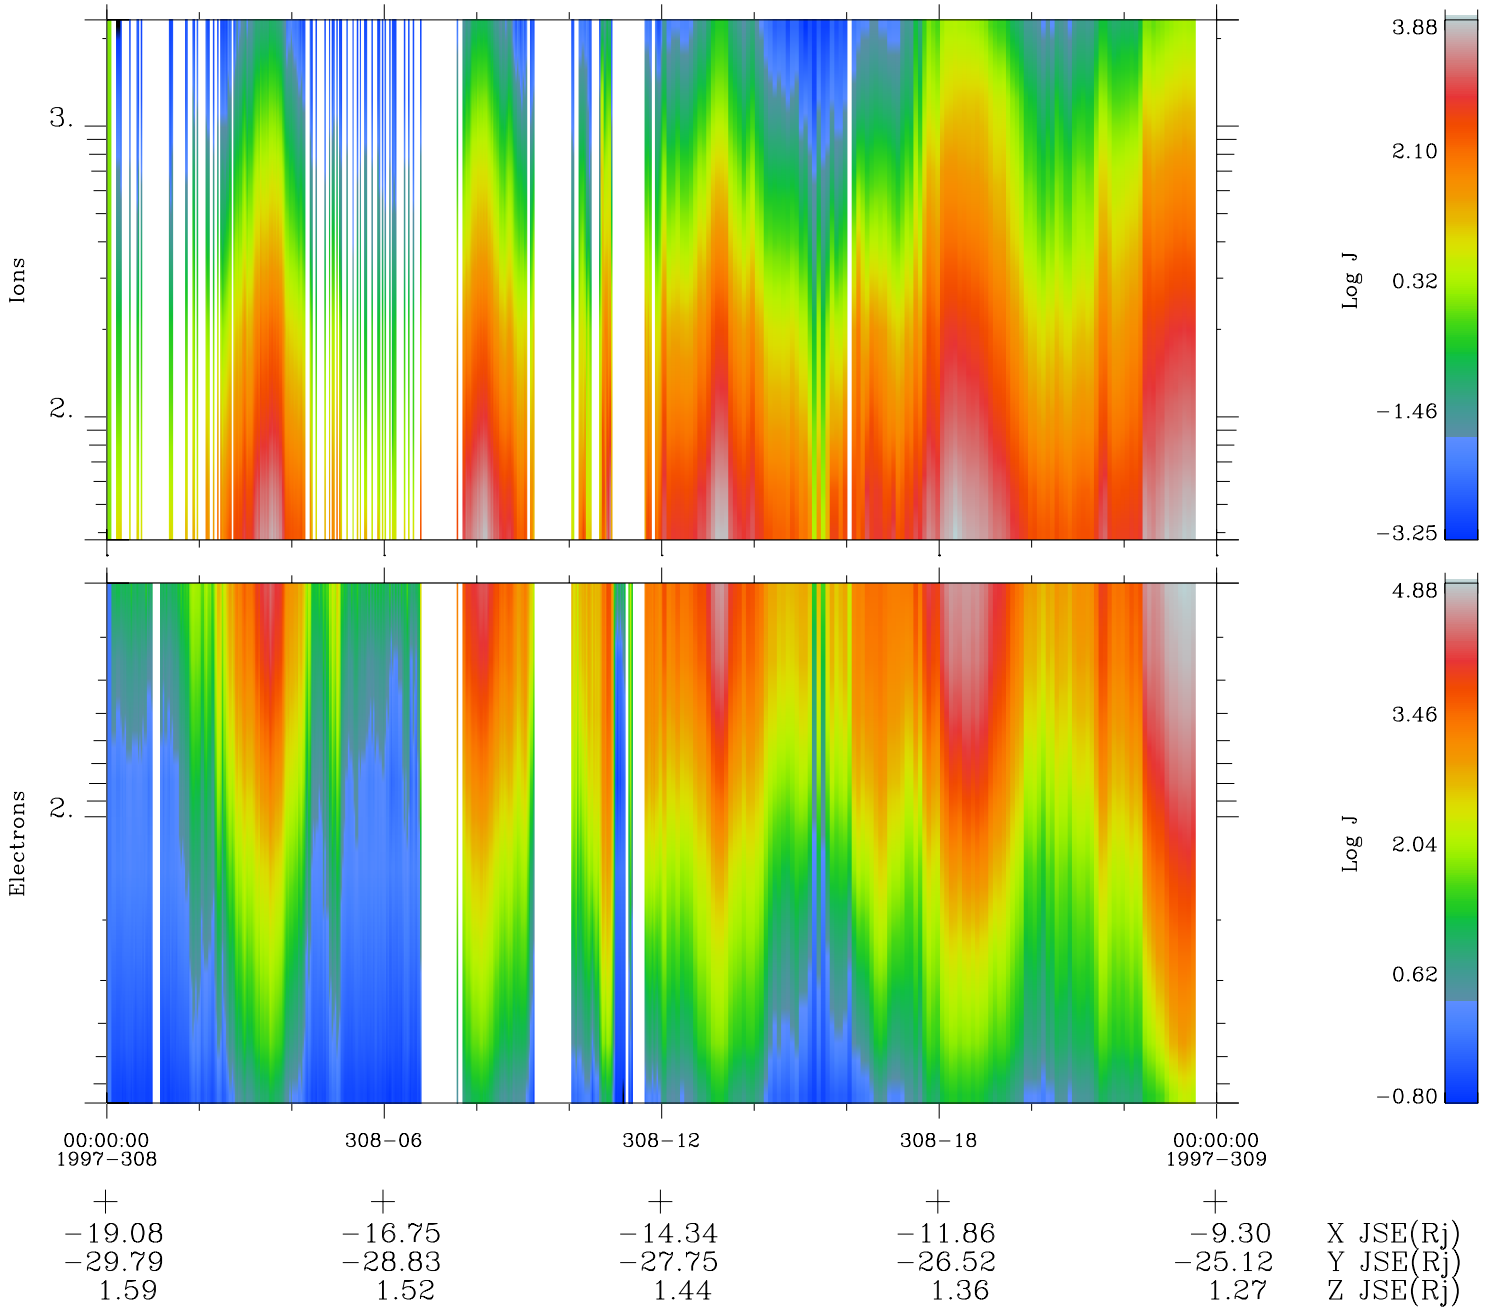 3.
2.
Ions
3.88
2.10
0.32
−1.46
−3.25
Log J
2.
Electrons
4.88
3.46
2.04
0.62
−0.80
Log J
00:00:00 308−06 308−12 308−18 00:00:00
1997−308 1997−309
−19.08 −16.75 −14.34 −11.86 −9.30 X JSE(Rj)
−29.79 −28.83 −27.75 −26.52 −25.12 Y JSE(Rj)
1.59 1.52 1.44 1.36 1.27 Z JSE(Rj)